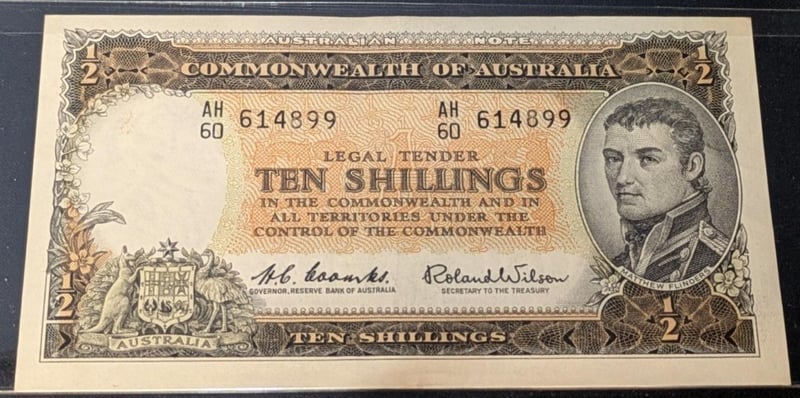 AUSTRALIAN NOTE
1/2 1/2
COMMONWEALTH OF AUSTRALIA
AH
60 614899
AH
60 614899
LEGAL TENDER
TEN SHILLINGS
IN THE COMMONWEALTH AND IN
ALL TERRITORIES UNDER THE
CONTROL OF THE COMMONWEALTH
MATTHEW FLINDERS
H.C. Coombs. Roland Wilson
GOVERNOR, RESERVE BANK OF AUSTRALIA SECRETARY TO THE TREASURY
1/2 1/2
AUSTRALIA
TEN SHILLINGS